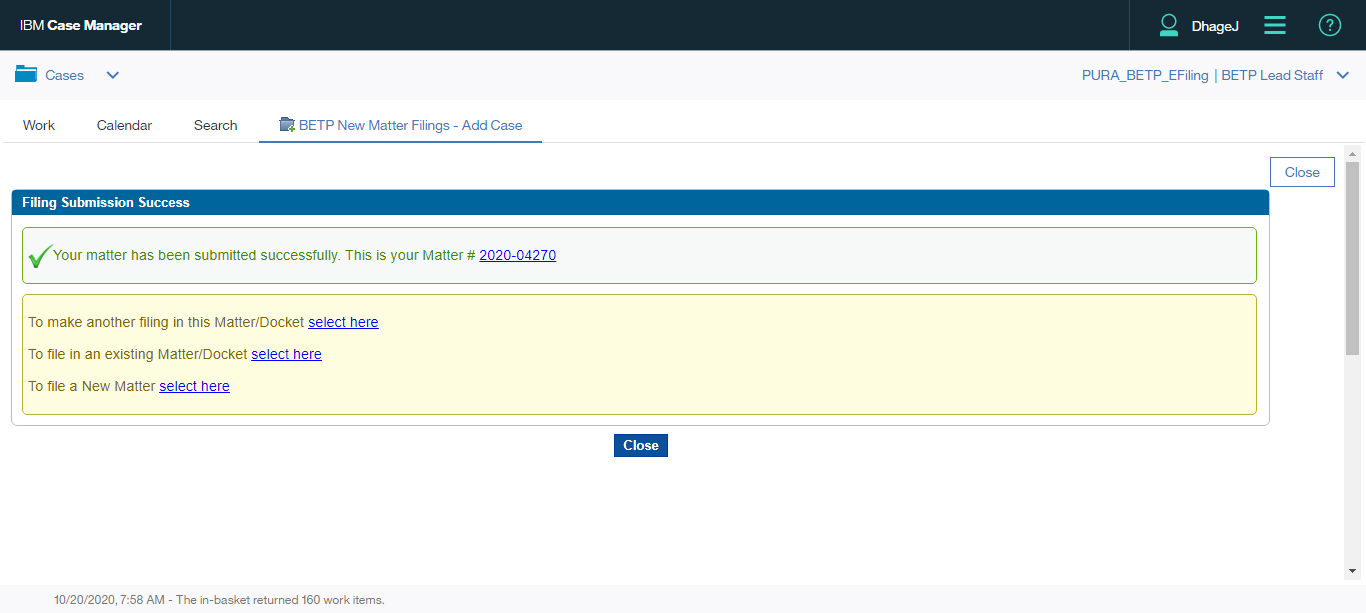 IBM Case Manager
DhageJ
?
Cases
PURA_BETP_EFiling | BETP Lead Staff
Work
Calendar
Search
BETP New Matter Filings - Add Case
Close
Filing Submission Success
Your matter has been submitted successfully. This is your Matter # 2020-04270
To make another filing in this Matter/Docket select here
To file in an existing Matter/Docket select here
To file a New Matter select here
Close
10/20/2020, 7:58 AM - The in-basket returned 160 work items.